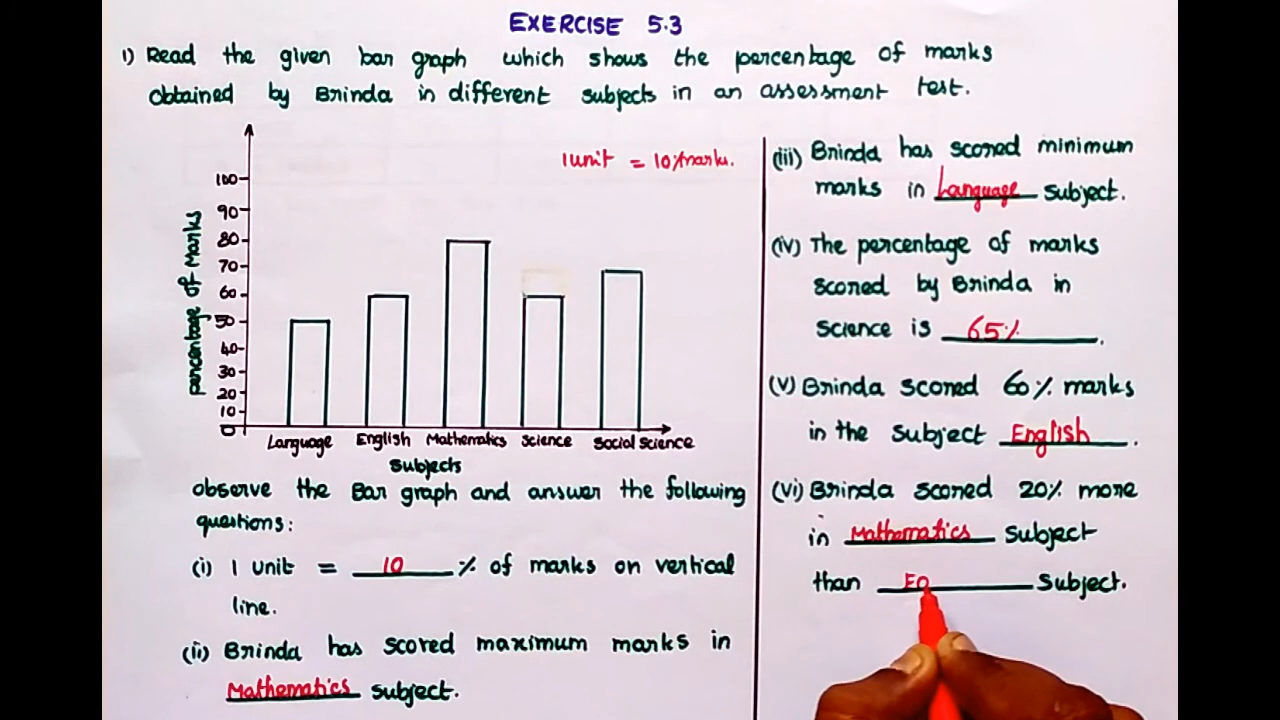 EXERCISE 5.3
1) Read the given bar graph which shows the percentage of marks
obtained by Brinda in different subjects in an assessment test.
1unit = 10% marks.
percentage of Marks
100
90
80
70
60
50
40
30
20
10
0
Language English Mathematics Science Social Science
Subjects
observe the Bar graph and answer the following
questions:
(i) 1 unit = 10 % of marks on vertical
line.
(ii) Brinda has scored maximum marks in
Mathematics subject.
(iii) Brinda has scored minimum
marks in Language subject.
(iv) The percentage of marks
scored by Brinda in
science is 65%.
(v) Brinda scored 60% marks
in the subject English.
(vi) Brinda scored 20% more
in Mathematics subject
than En subject.